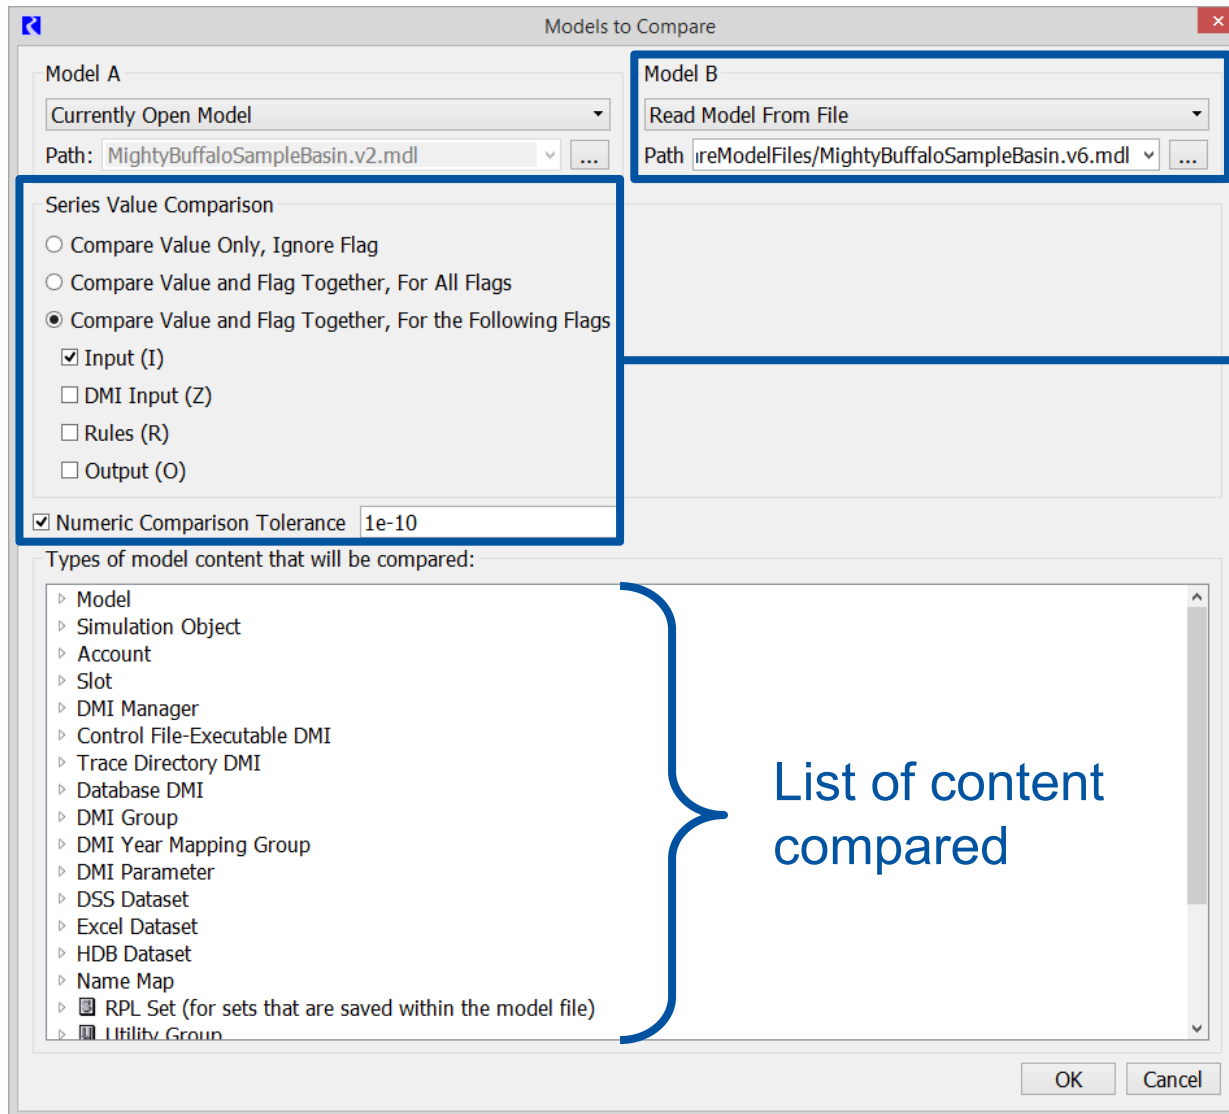 Models to Compare
Model A
Currently Open Model
Path: MightyBuffaloSampleBasin.v2.mdl ...
Model B
Read Model From File
Path reModelFiles/MightyBuffaloSampleBasin.v6.mdl ...
Series Value Comparison
Compare Value Only, Ignore Flag
Compare Value and Flag Together, For All Flags
Compare Value and Flag Together, For the Following Flags
Input (I)
DMI Input (Z)
Rules (R)
Output (O)
Numeric Comparison Tolerance 1e-10
Types of model content that will be compared:
Model
Simulation Object
Account
Slot
DMI Manager
Control File-Executable DMI
Trace Directory DMI
Database DMI
DMI Group
DMI Year Mapping Group
DMI Parameter
DSS Dataset
Excel Dataset
HDB Dataset
Name Map
RPL Set (for sets that are saved within the model file)
Utility Group
List of content
compared
OK Cancel